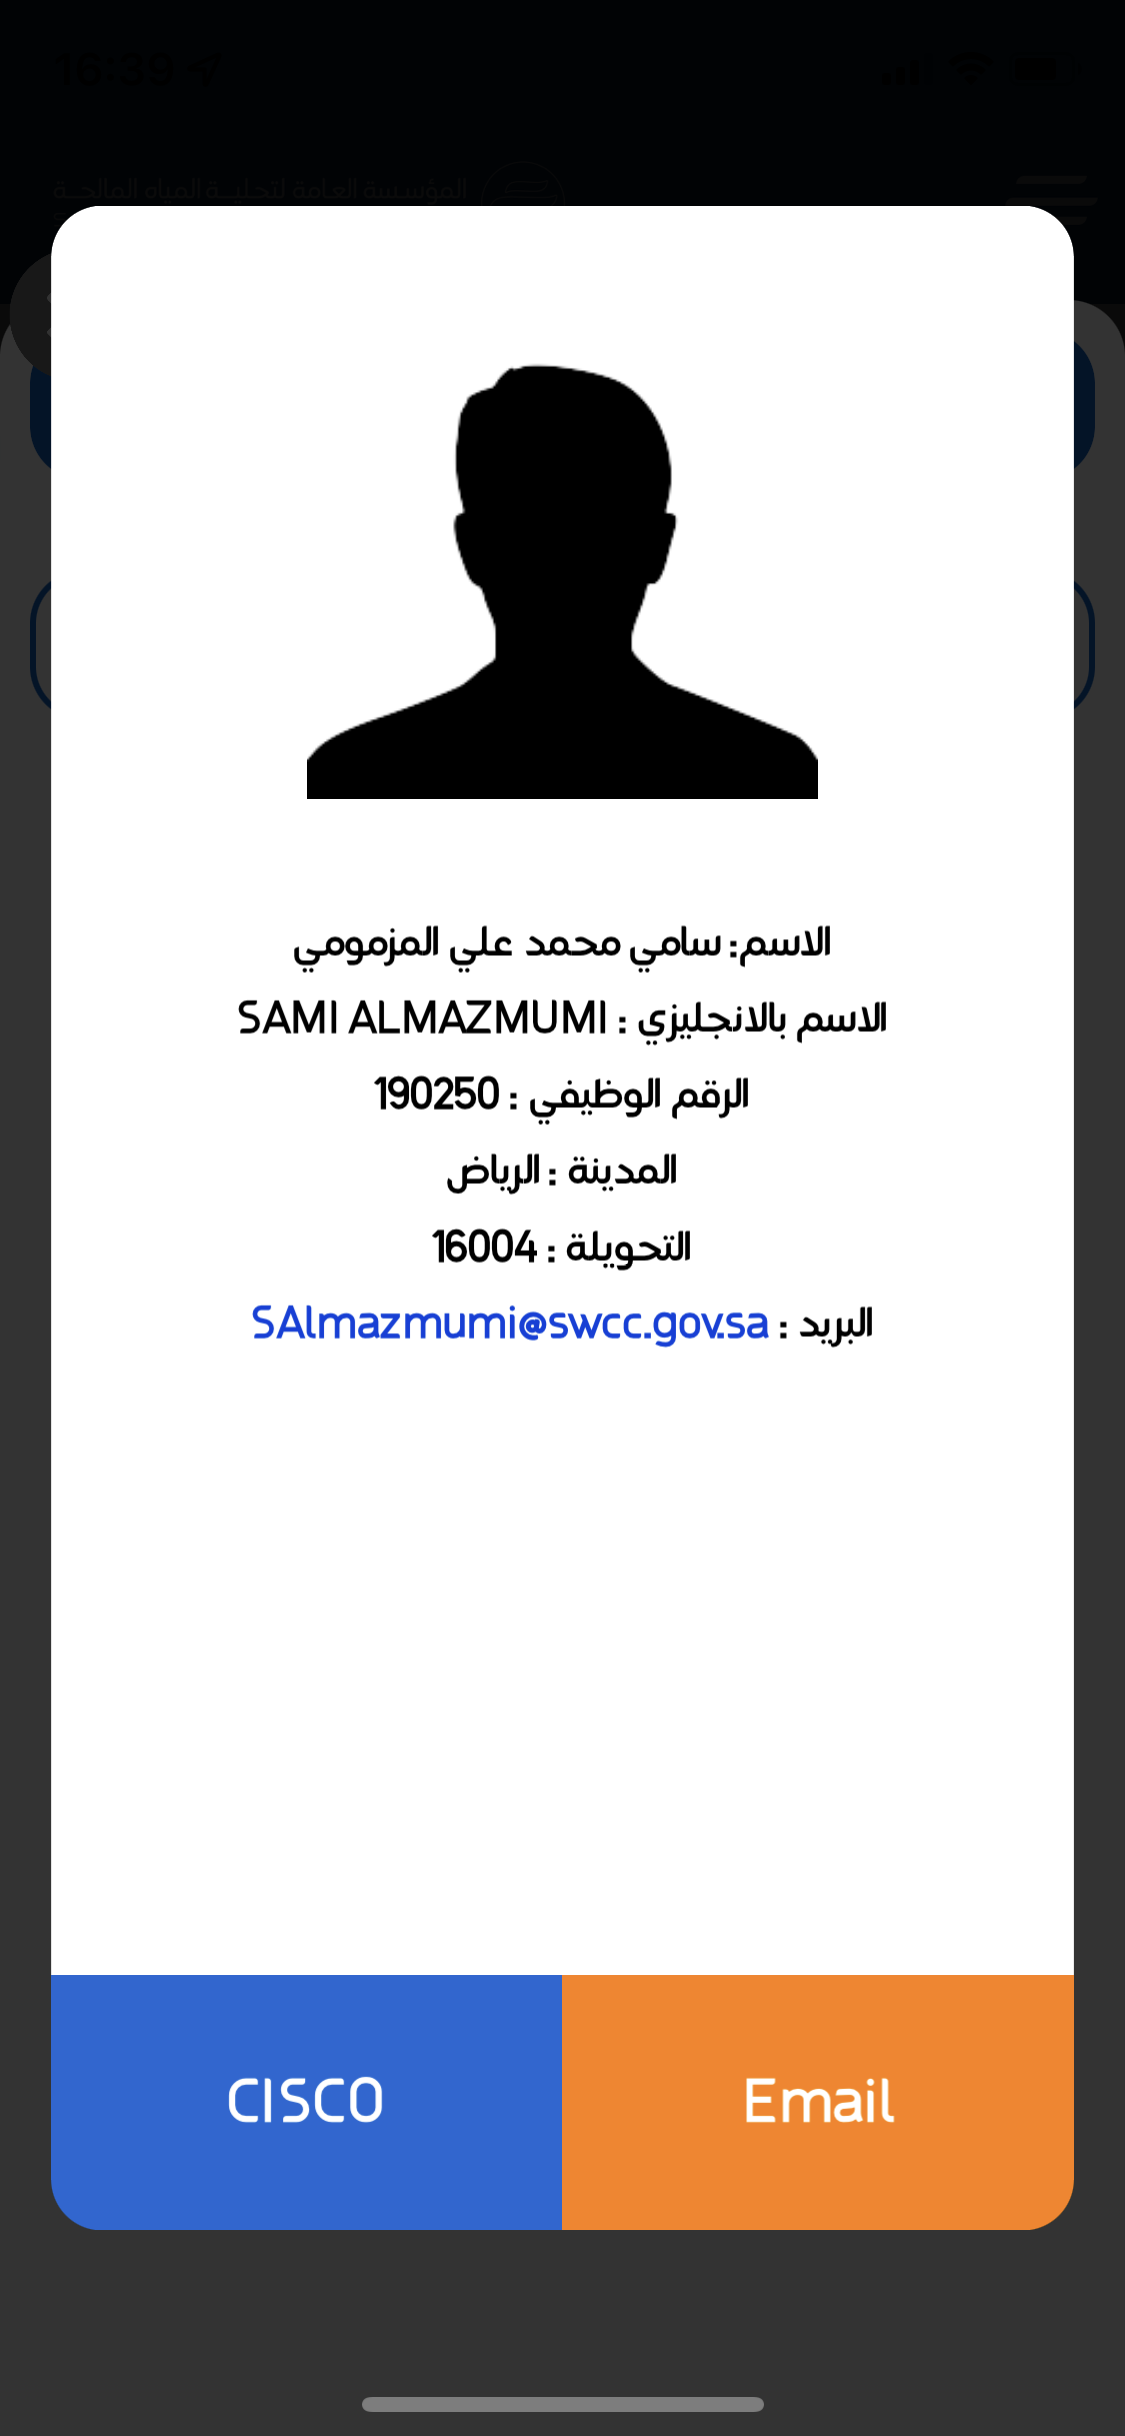 16:39
المؤسسة العامة لتحلية المياه المالحة
الاسم: سامي محمد علي المزمومي
الاسم بالانجليزي : SAMI ALMAZMUMI
الرقم الوظيفي : 190250
المدينة : الرياض
التحويلة : 16004
البريد : SAlmazmumi@swcc.gov.sa
CISCO
Email